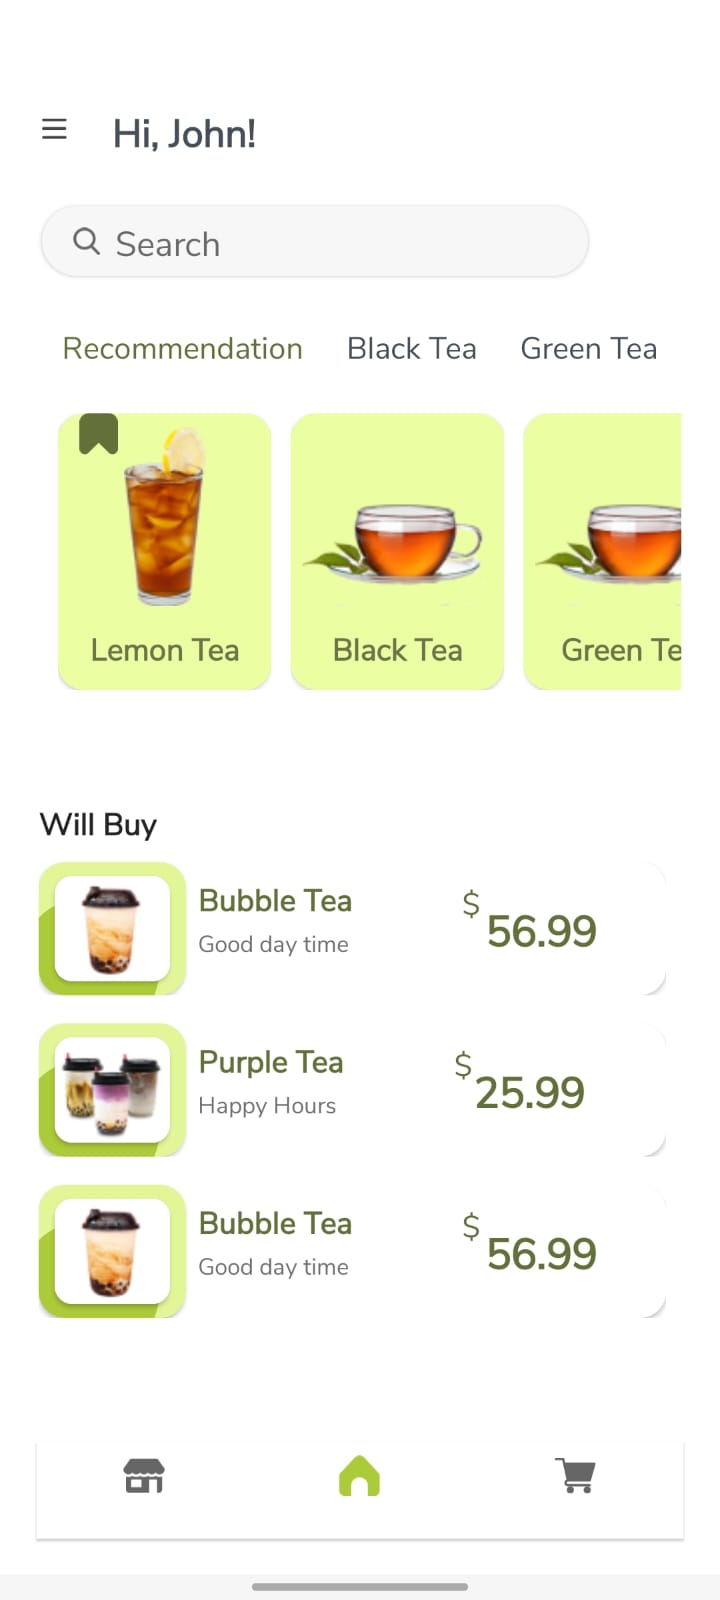 Hi, John!
Search
Recommendation Black Tea Green Tea
Lemon Tea Black Tea Green Te
Will Buy
Bubble Tea $ 56.99
Good day time
Purple Tea $ 25.99
Happy Hours
Bubble Tea $ 56.99
Good day time